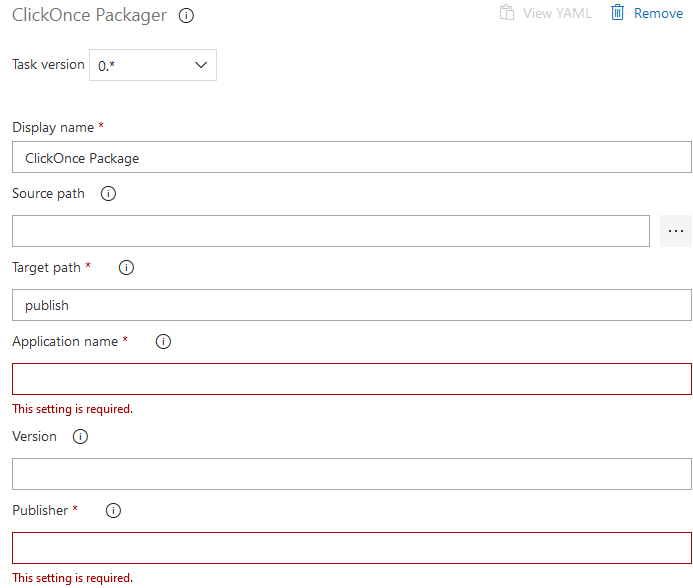 ClickOnce Packager View YAML Remove
Task version 0.*
Display name *
ClickOnce Package
Source path
...
Target path *
publish
Application name *
This setting is required.
Version
Publisher *
This setting is required.